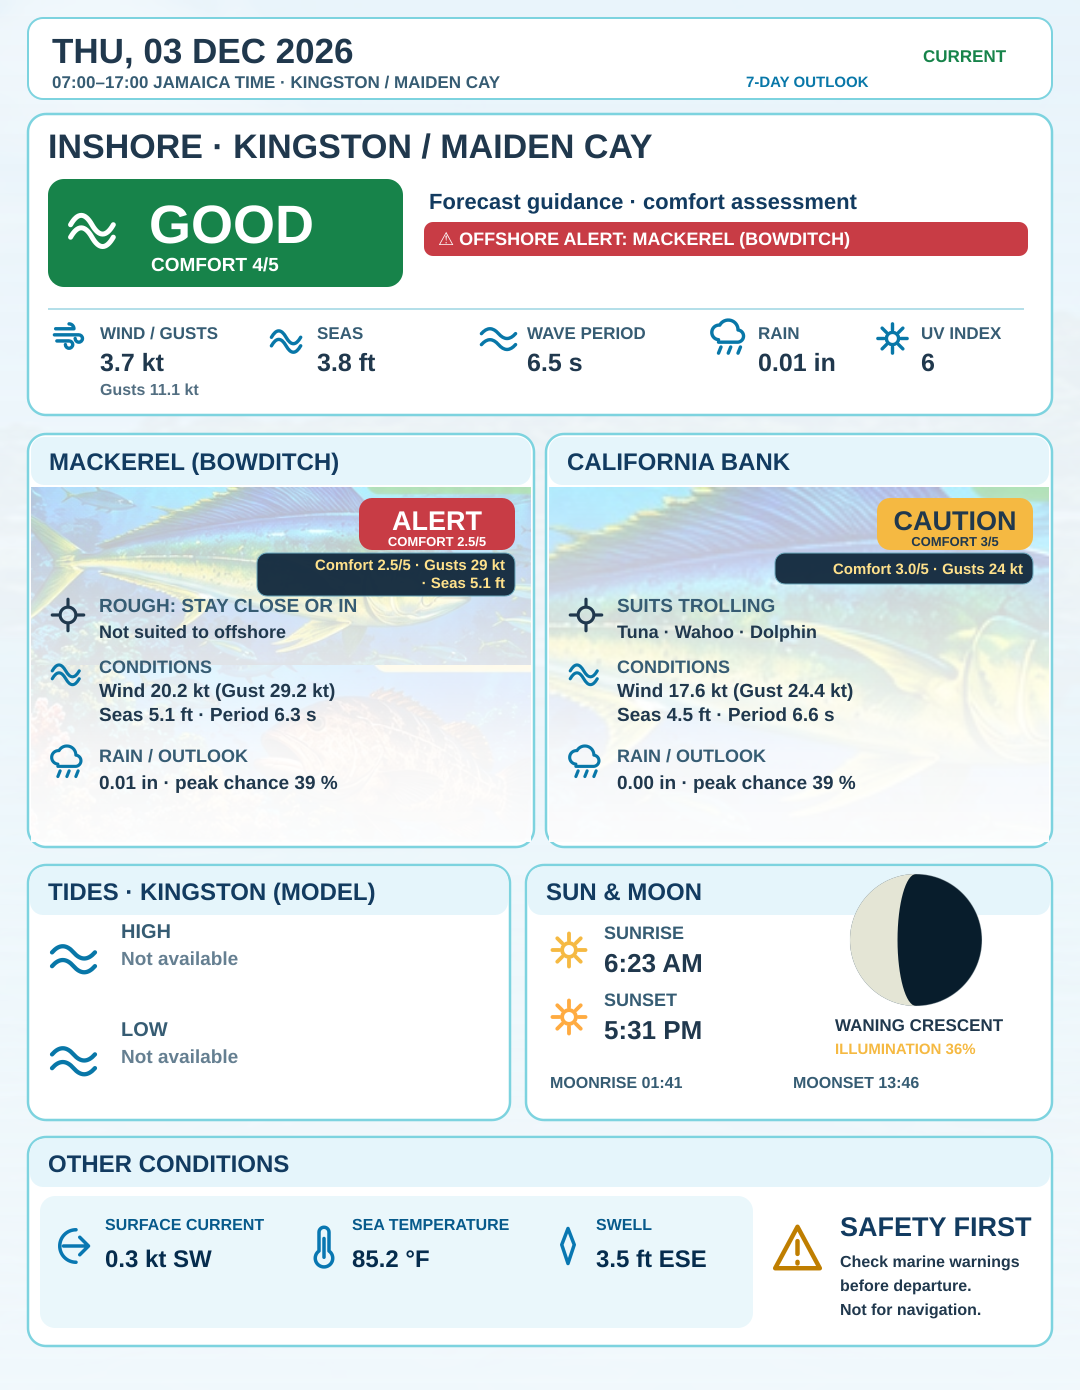 THU, 03 DEC 2026
CURRENT
07:00–17:00 JAMAICA TIME · KINGSTON / MAIDEN CAY
7-DAY OUTLOOK
INSHORE · KINGSTON / MAIDEN CAY
GOOD
COMFORT 4/5
Forecast guidance · comfort assessment
⚠ OFFSHORE ALERT: MACKEREL (BOWDITCH)
WIND / GUSTS
3.7 kt
Gusts 11.1 kt
SEAS
3.8 ft
WAVE PERIOD
6.5 s
RAIN
0.01 in
UV INDEX
6
MACKEREL (BOWDITCH)
ALERT
COMFORT 2.5/5
Comfort 2.5/5 · Gusts 29 kt
· Seas 5.1 ft
ROUGH: STAY CLOSE OR IN
Not suited to offshore
CONDITIONS
Wind 20.2 kt (Gust 29.2 kt)
Seas 5.1 ft · Period 6.3 s
RAIN / OUTLOOK
0.01 in · peak chance 39 %
CALIFORNIA BANK
CAUTION
COMFORT 3/5
Comfort 3.0/5 · Gusts 24 kt
SUITS TROLLING
Tuna · Wahoo · Dolphin
CONDITIONS
Wind 17.6 kt (Gust 24.4 kt)
Seas 4.5 ft · Period 6.6 s
RAIN / OUTLOOK
0.00 in · peak chance 39 %
TIDES · KINGSTON (MODEL)
HIGH
Not available
LOW
Not available
SUN & MOON
SUNRISE
6:23 AM
SUNSET
5:31 PM
WANING CRESCENT
ILLUMINATION 36%
MOONRISE 01:41
MOONSET 13:46
OTHER CONDITIONS
SURFACE CURRENT
0.3 kt SW
SEA TEMPERATURE
85.2 °F
SWELL
3.5 ft ESE
SAFETY FIRST
Check marine warnings
before departure.
Not for navigation.